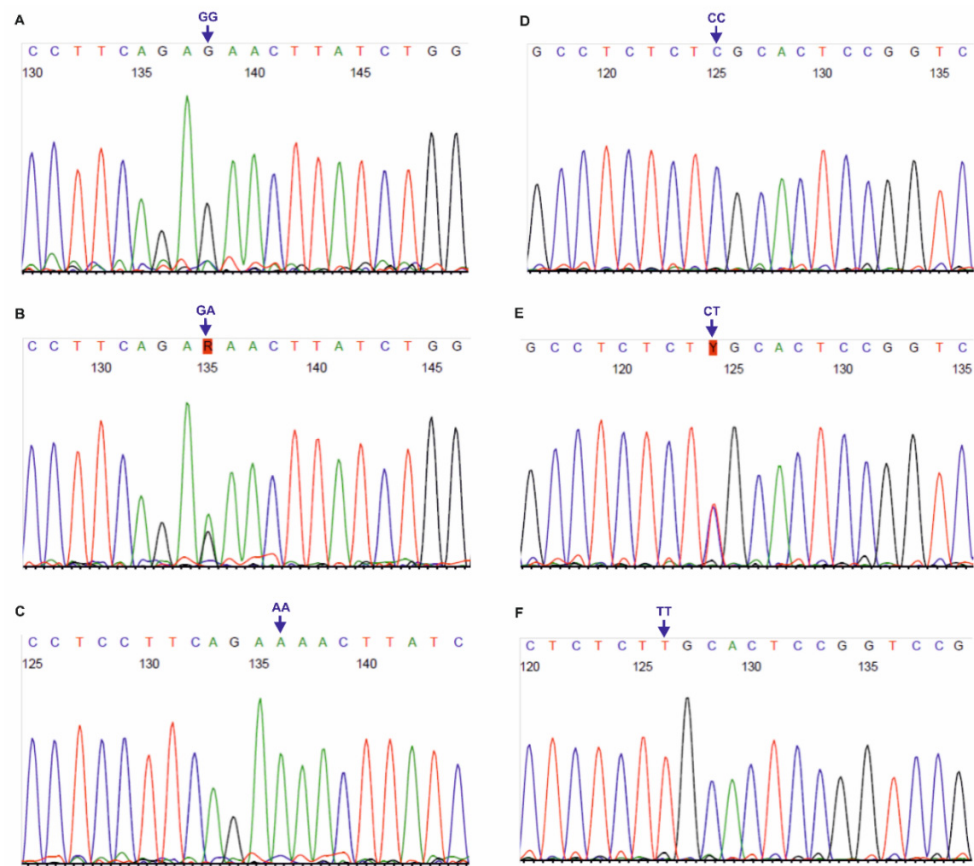 A
GG
C C T T C A G A G A A C T T A T C T G G
130 135 140 145
B
GA
C C T T C A G A R A A C T T A T C T G G
130 135 140 145
C
AA
C C T C C T T C A G A A A A C T T A T C
125 130 135 140
D
CC
G C C T C T C T C G C A C T C C G G T C
120 125 130 135
E
CT
G C C T C T C T Y G C A C T C C G G T C
120 125 130 135
F
TT
C T C T C T T G C A C T C C G G T C C G
120 125 130 135